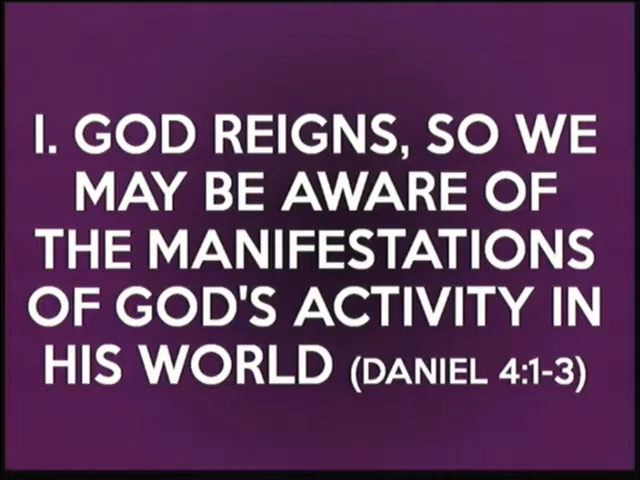 I. GOD REIGNS, SO WE
MAY BE AWARE OF
THE MANIFESTATIONS
OF GOD'S ACTIVITY IN
HIS WORLD (DANIEL 4:1-3)